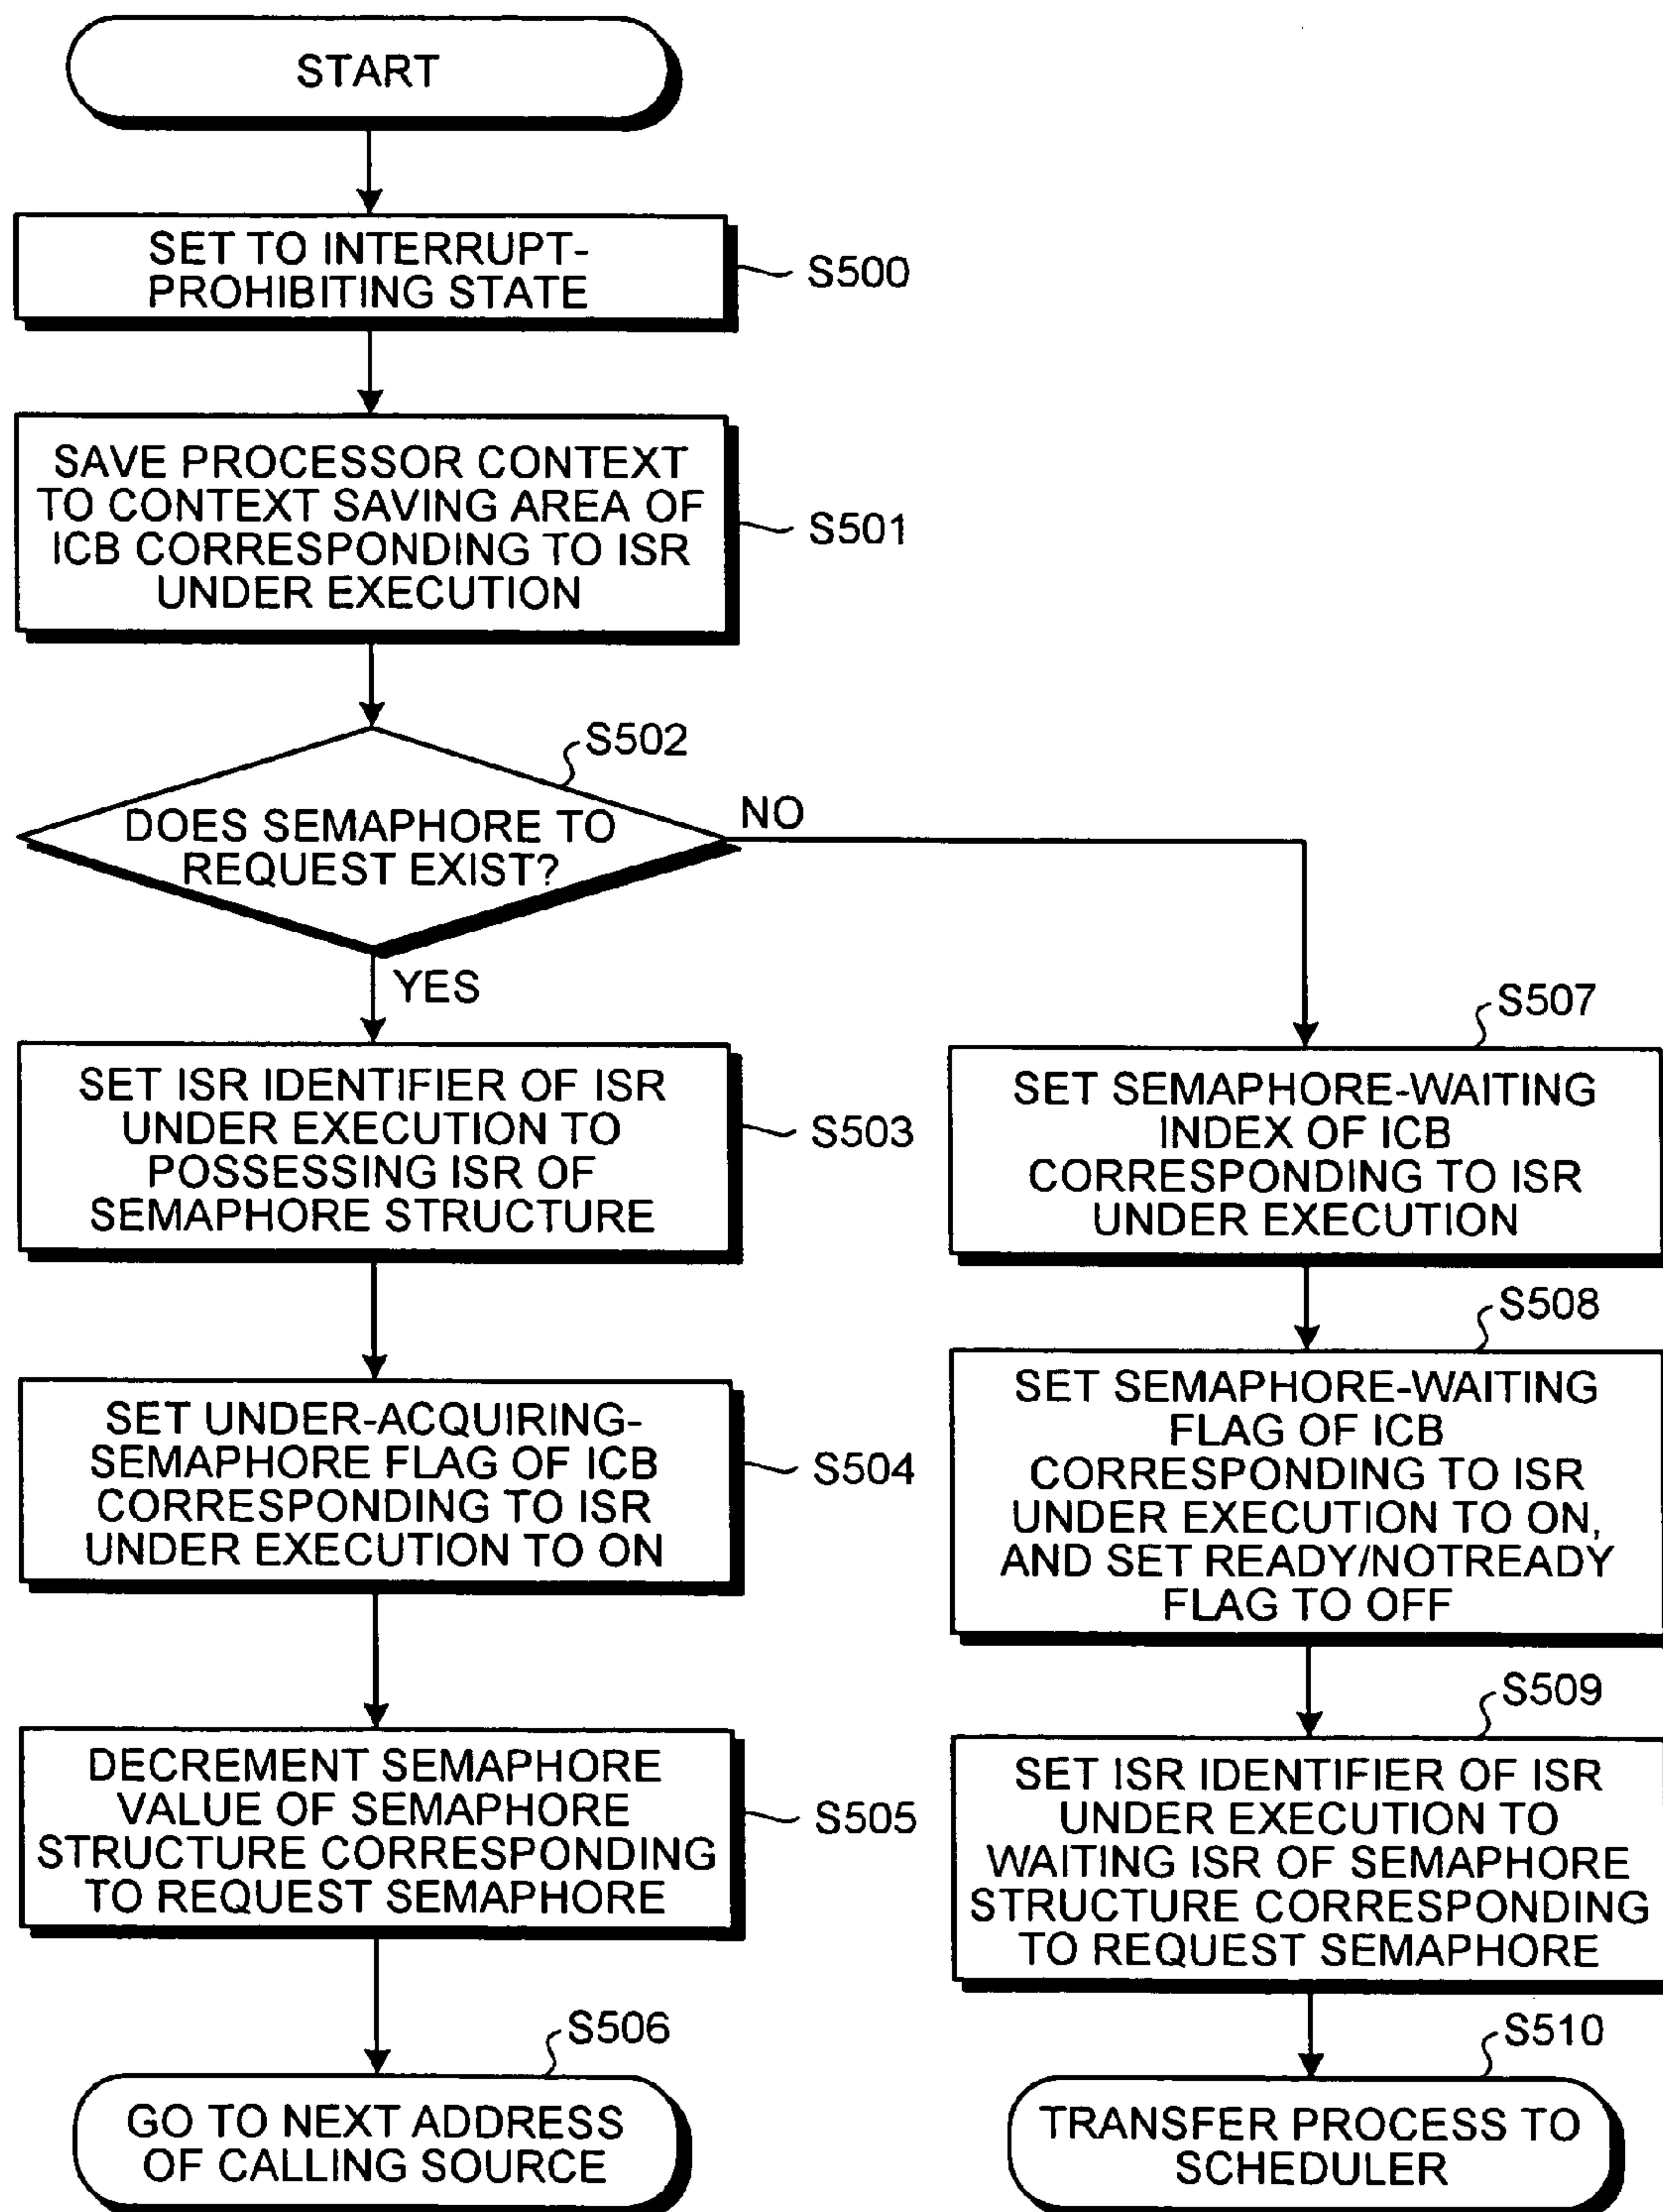 START
SET TO INTERRUPT-
PROHIBITING STATE
S500
SAVE PROCESSOR CONTEXT
TO CONTEXT SAVING AREA OF
ICB CORRESPONDING TO ISR
UNDER EXECUTION
S501
S502
DOES SEMAPHORE TO
REQUEST EXIST?
NO
YES
SET ISR IDENTIFIER OF ISR
UNDER EXECUTION TO
POSSESSING ISR OF
SEMAPHORE STRUCTURE
S503
SET UNDER-ACQUIRING-
SEMAPHORE FLAG OF ICB
CORRESPONDING TO ISR
UNDER EXECUTION TO ON
S504
DECREMENT SEMAPHORE
VALUE OF SEMAPHORE
STRUCTURE CORRESPONDING
TO REQUEST SEMAPHORE
S505
S506
GO TO NEXT ADDRESS
OF CALLING SOURCE
S507
SET SEMAPHORE-WAITING
INDEX OF ICB
CORRESPONDING TO ISR
UNDER EXECUTION
S508
SET SEMAPHORE-WAITING
FLAG OF ICB
CORRESPONDING TO ISR
UNDER EXECUTION TO ON,
AND SET READY/NOTREADY
FLAG TO OFF
S509
SET ISR IDENTIFIER OF ISR
UNDER EXECUTION TO
WAITING ISR OF SEMAPHORE
STRUCTURE CORRESPONDING
TO REQUEST SEMAPHORE
S510
TRANSFER PROCESS TO
SCHEDULER